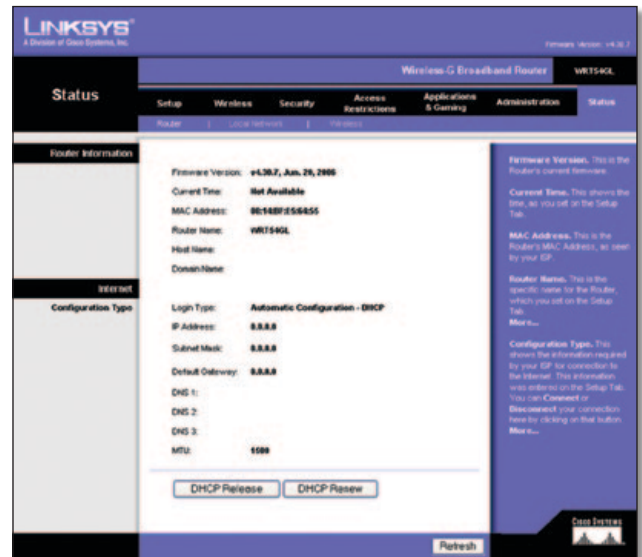 LINKSYS®
A Division of Cisco Systems, Inc.
Firmware Version: v4.30.7
Wireless-G Broadband Router WRT54GL
Status
Setup Wireless Security Access Restrictions Applications & Gaming Administration Status
Router | Local Network | Wireless
Router Information
Firmware Version: v4.30.7, Jun. 20, 2006
Current Time: Not Available
MAC Address:
Router Name: WRT54GL
Host Name:
Domain Name:
Internet
Configuration Type
Login Type: Automatic Configuration - DHCP
IP Address: 0.0.0.0
Subnet Mask: 0.0.0.0
Default Gateway: 0.0.0.0
DNS 1:
DNS 2:
DNS 3:
MTU: 1500
DHCP Release DHCP Renew
Firmware Version. This is the
Router's current firmware.
Current Time. This shows the
time, as you set on the Setup
Tab.
MAC Address. This is the
Router's MAC Address, as seen
by your ISP.
Router Name. This is the
specific name for the Router,
which you set on the Setup
Tab.
More...
Configuration Type. This
shows the information required
by your ISP for connection to
the Internet. This information
was entered on the Setup Tab.
You can Connect or
Disconnect your connection
here by clicking on that button.
More...
Refresh
CISCO SYSTEMS